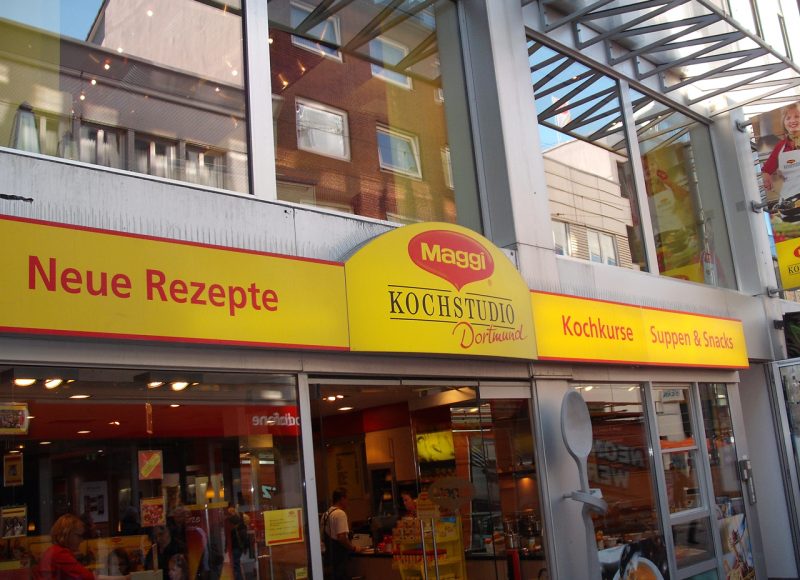 Neue Rezepte
Maggi
KOCHSTUDIO
Dortmund
Kochkurse Suppen & Snacks